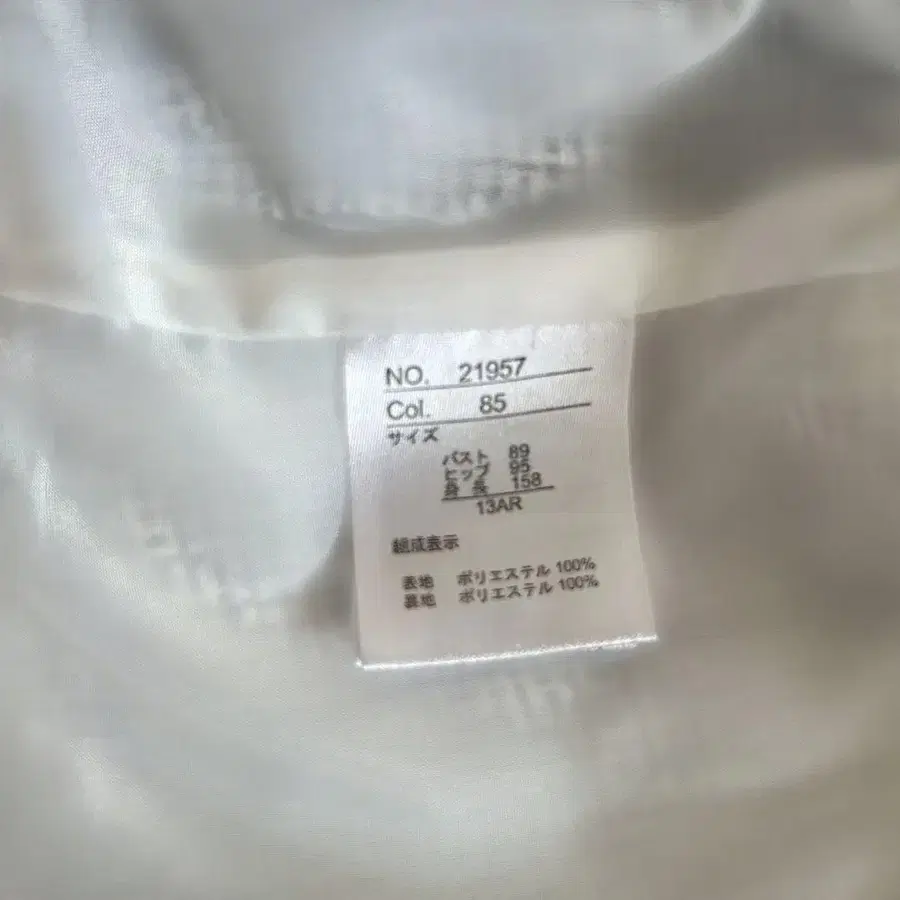 NO. 21957
Col. 85
サイズ
バスト 89
ヒップ 95
身長 158
13AR
組成表示
表地 ポリエステル 100%
裏地 ポリエステル 100%